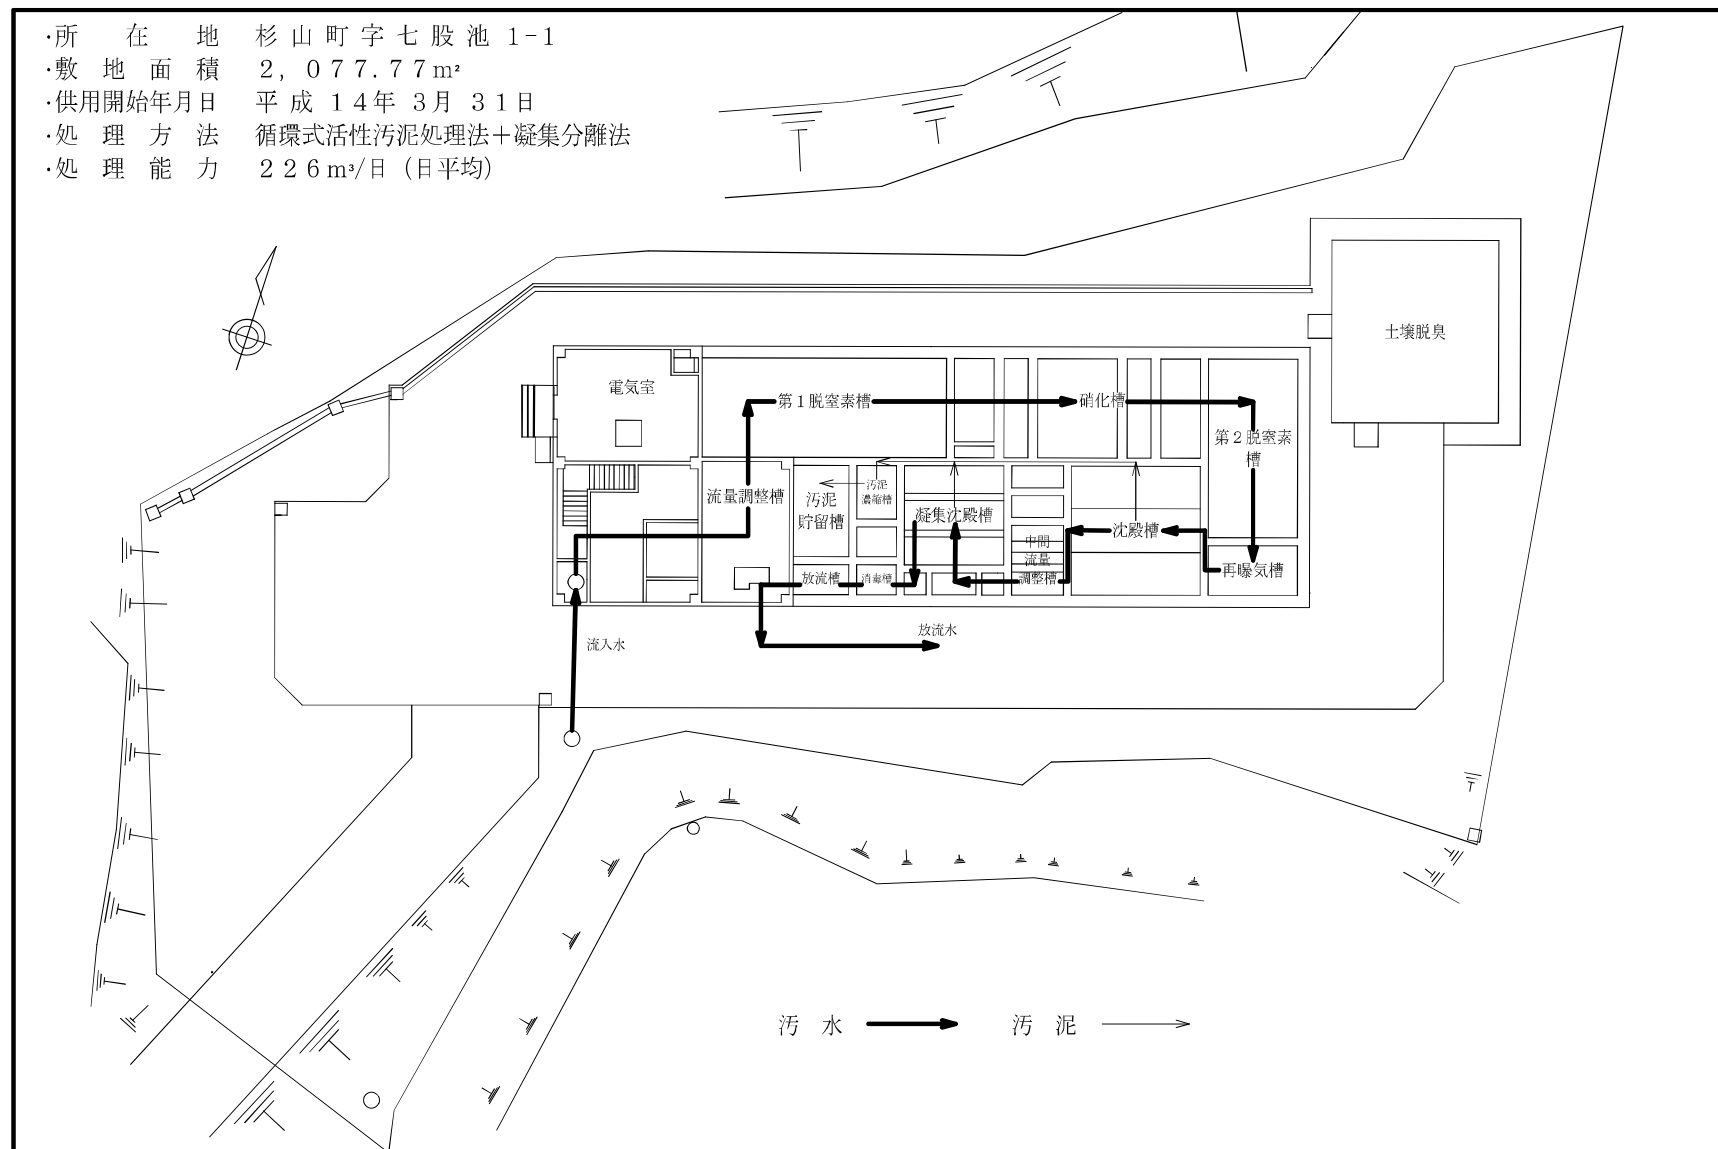 ·所在地 杉山町字七股池 1-1
·敷地面積 2,077.77m²
·供用開始年月日 平成 14年 3月 31日
·処理方法 循環式活性汚泥処理法＋凝集分離法
·処理能力 226m³/日 (日平均)
土壌脱臭
電気室
第1脱窒素槽
硝化槽
第2脱窒素
槽
流量調整槽
汚泥
貯留槽
汚泥
濃縮槽
凝集沈殿槽
中間
流量
調整槽
沈殿槽
再曝気槽
放流槽
消毒槽
流入水
放流水
汚水
汚泥